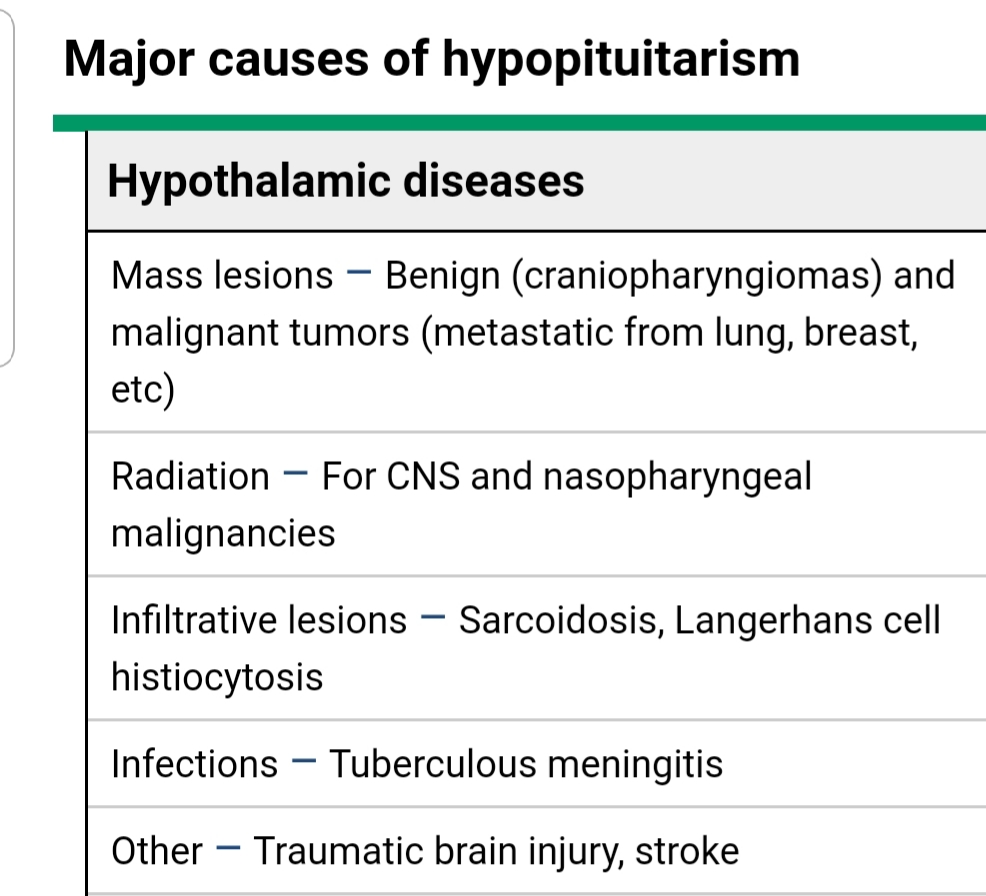 Major causes of hypopituitarism
Hypothalamic diseases
Mass lesions – Benign (craniopharyngiomas) and
malignant tumors (metastatic from lung, breast,
etc)
Radiation – For CNS and nasopharyngeal
malignancies
Infiltrative lesions – Sarcoidosis, Langerhans cell
histiocytosis
Infections – Tuberculous meningitis
Other – Traumatic brain injury, stroke